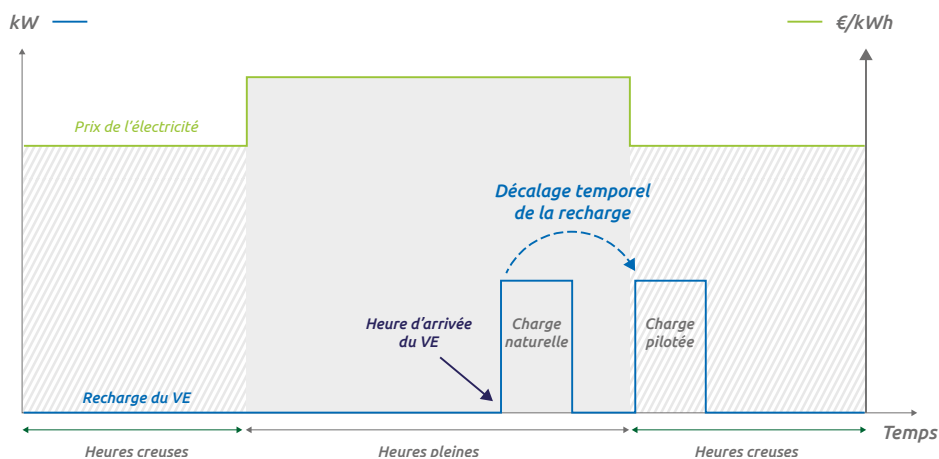 kW
€/kWh
Prix de l'électricité
Décalage temporel
de la recharge
Heure d'arrivée
du VE
Charge
naturelle
Charge
pilotée
Recharge du VE
Temps
Heures creuses
Heures pleines
Heures creuses